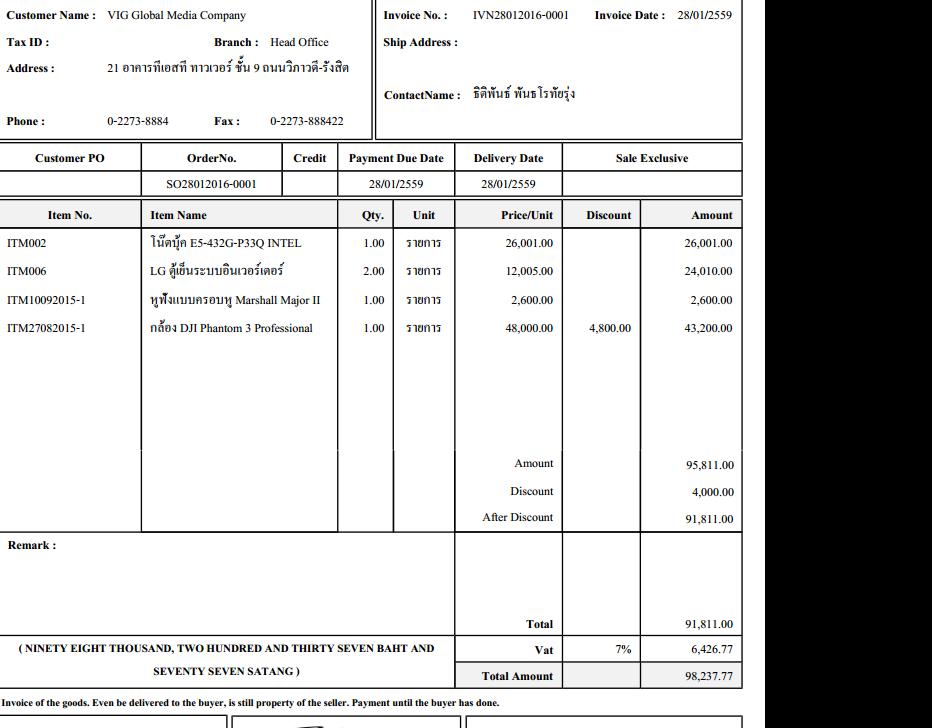 Customer Name : VIG Global Media Company
Invoice No. : IVN28012016-0001 Invoice Date : 28/01/2559
Tax ID : Branch : Head Office
Ship Address :
Address : 21 อาคารทีเอสที ทาวเวอร์ ชั้น 9 ถนนวิภาวดี-รังสิต
ContactName : ธิติพันธ์ พันธโรทัยรุ่ง
Phone : 0-2273-8884 Fax : 0-2273-888422
Customer PO OrderNo. Credit Payment Due Date Delivery Date Sale Exclusive
SO28012016-0001 28/01/2559 28/01/2559
Item No. Item Name Qty. Unit Price/Unit Discount Amount
ITM002 โน๊ตบุ๊ค E5-432G-P33Q INTEL 1.00 รายการ 26,001.00 26,001.00
ITM006 LG ตู้เย็นระบบอินเวอร์เตอร์ 2.00 รายการ 12,005.00 24,010.00
ITM10092015-1 หูฟังแบบครอบหู Marshall Major II 1.00 รายการ 2,600.00 2,600.00
ITM27082015-1 กล้อง DJI Phantom 3 Professional 1.00 รายการ 48,000.00 4,800.00 43,200.00
Amount 95,811.00
Discount 4,000.00
After Discount 91,811.00
Remark :
Total 91,811.00
( NINETY EIGHT THOUSAND, TWO HUNDRED AND THIRTY SEVEN BAHT AND
SEVENTY SEVEN SATANG )
Vat 7% 6,426.77
Total Amount 98,237.77
Invoice of the goods. Even be delivered to the buyer, is still property of the seller. Payment until the buyer has done.